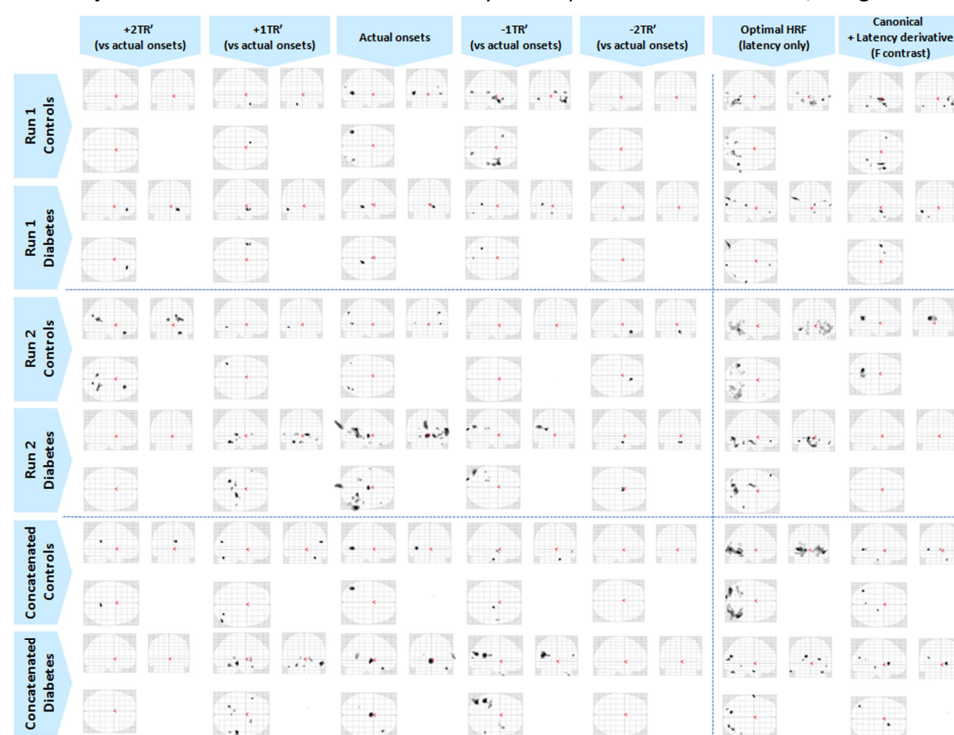 +2TR'
(vs actual onsets)
+1TR'
(vs actual onsets)
Actual onsets
-1TR'
(vs actual onsets)
-2TR'
(vs actual onsets)
Optimal HRF
(latency only)
Canonical
+ Latency derivative
(F contrast)
Run 1
Controls
Run 1
Diabetes
Run 2
Controls
Run 2
Diabetes
Concatenated
Controls
Concatenated
Diabetes